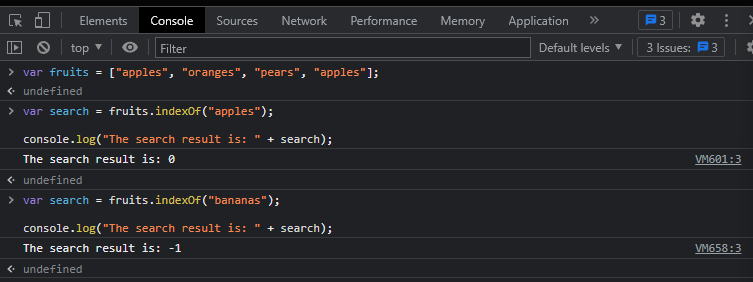 Elements Console Sources Network Performance Memory Application » 3
top Filter Default levels 3 Issues: 3
> var fruits = ["apples", "oranges", "pears", "apples"];
undefined
> var search = fruits.indexOf("apples");
console.log("The search result is: " + search);
The search result is: 0 VM601:3
undefined
> var search = fruits.indexOf("bananas");
console.log("The search result is: " + search);
The search result is: -1 VM658:3
undefined